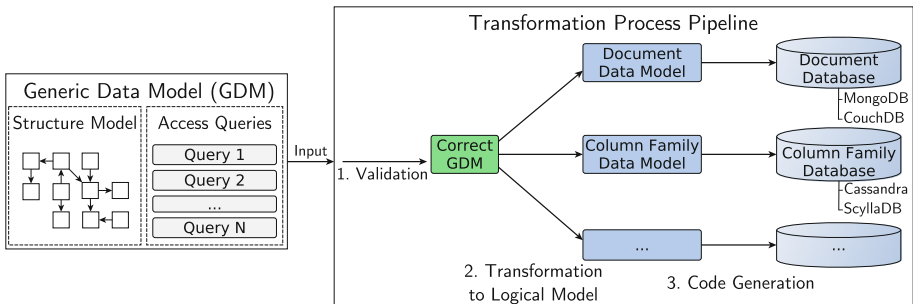 Transformation Process Pipeline
Generic Data Model (GDM)
Structure Model
Access Queries
Query 1
Query 2
...
Query N
Input
1. Validation
Correct
GDM
Document
Data Model
Column Family
Data Model
...
2. Transformation
to Logical Model
3. Code Generation
Document
Database
MongoDB
CouchDB
Column Family
Database
Cassandra
ScyllaDB
...